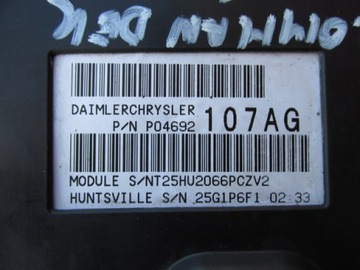 DAIMLERCHRYSLER
P/N P04692 107AG
MODULE S/NT25HU2066PCZV2
HUNTSVILLE S/N 25G1P6F1 02:33